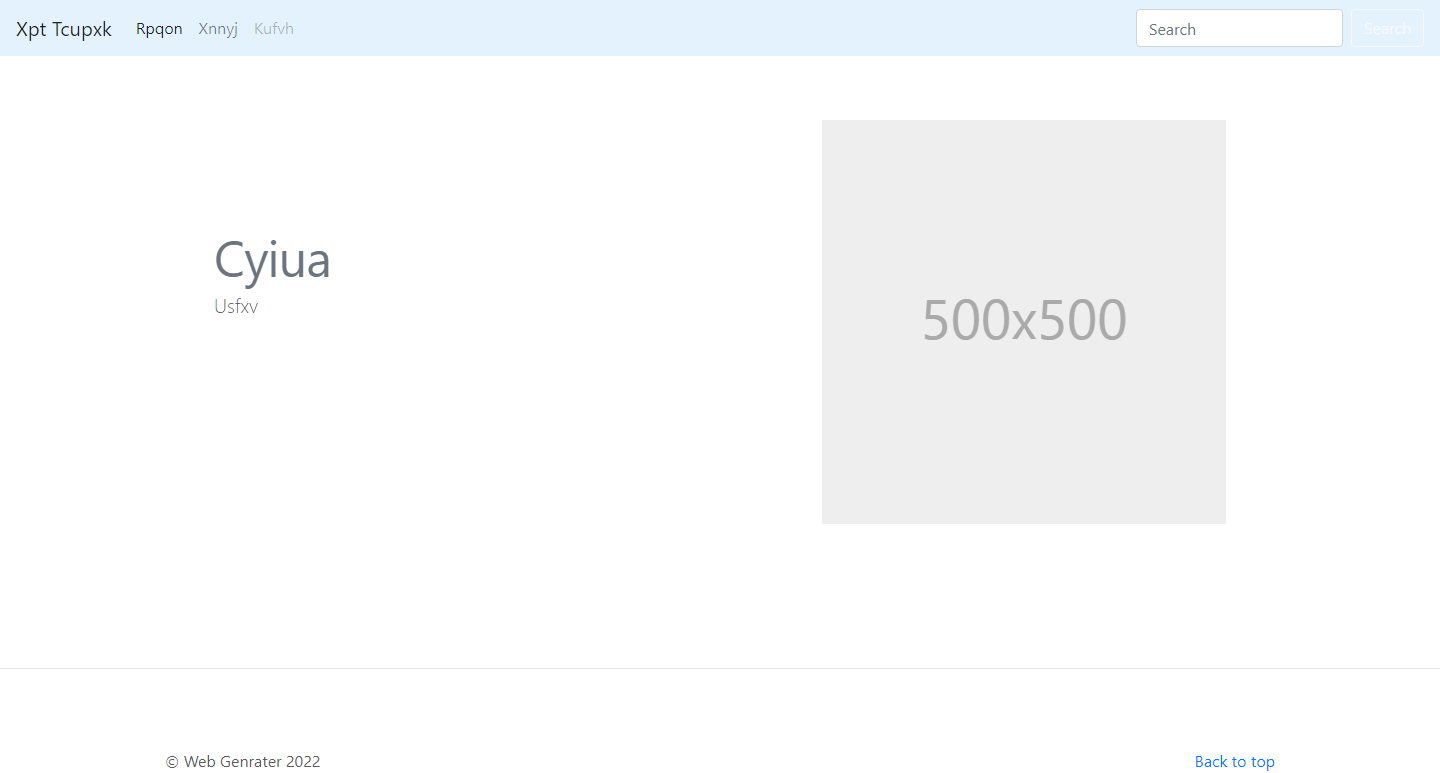 Xpt Tcupxk Rpqon Xnnyj Kufvh Search Search
Cyiua
Usfxv
500x500
© Web Genrater 2022 Back to top